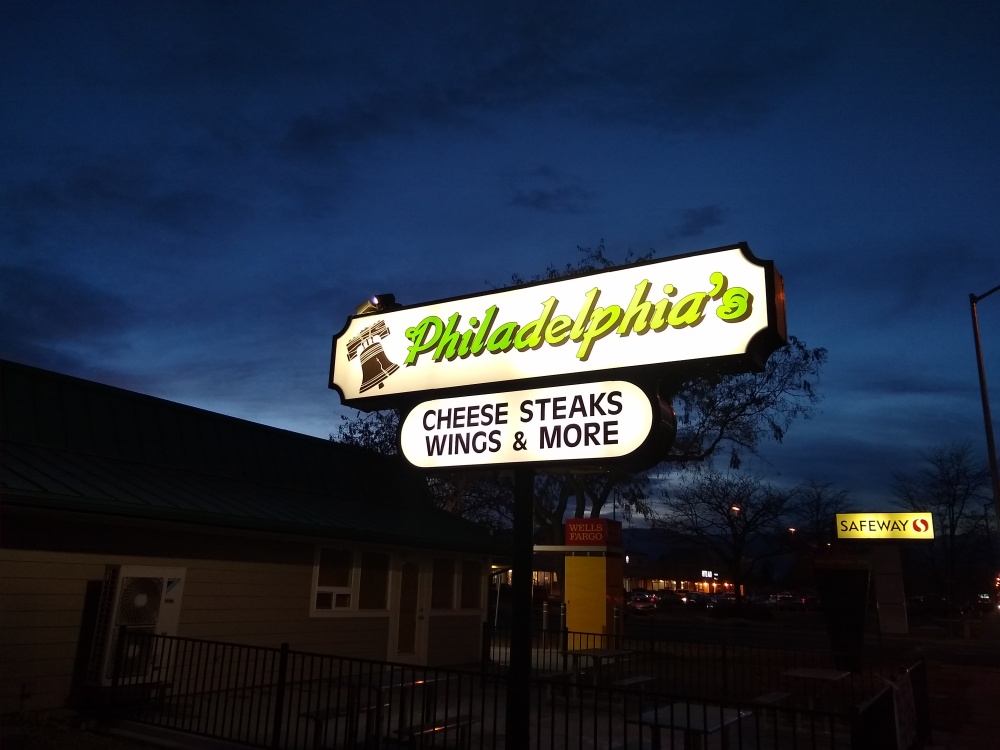 Philadelphia's
CHEESE STEAKS
WINGS & MORE
WELLS
FARGO
SAFEWAY